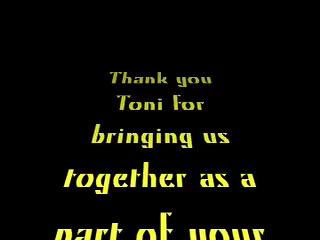 Thank you
Toni for
bringing us
together as a
part of your